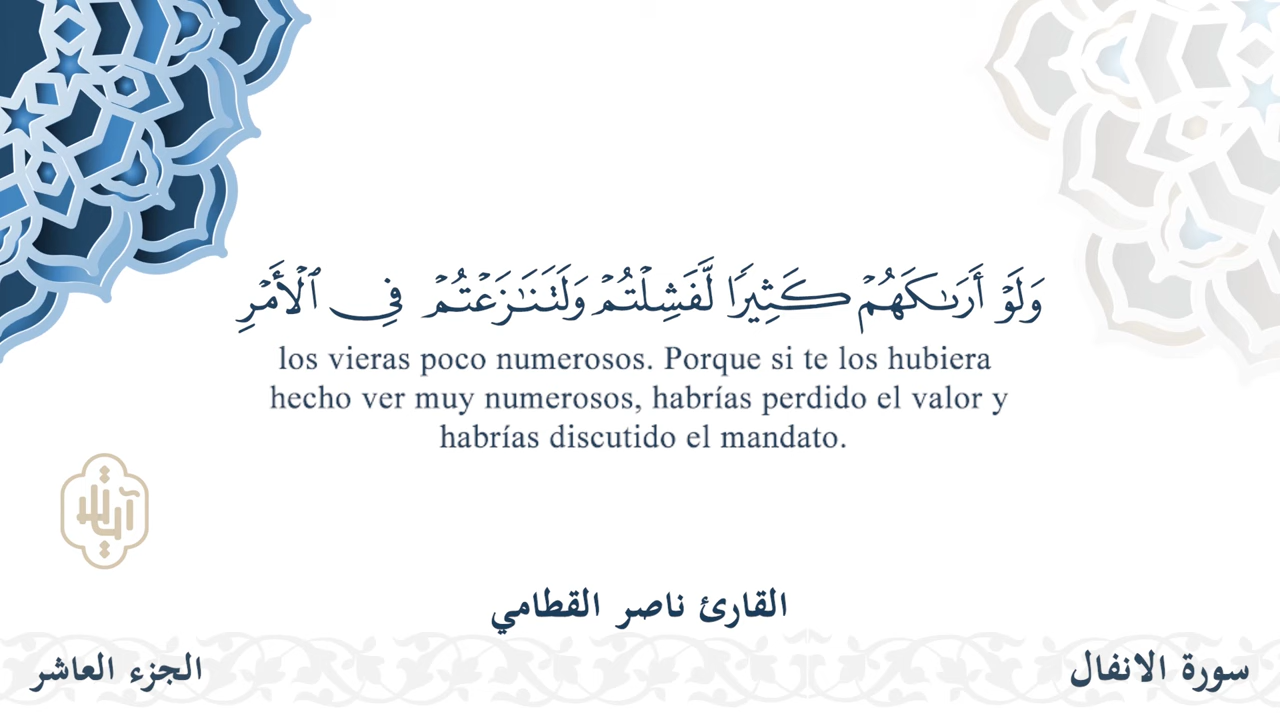 وَلَوْ أَرَىٰكَهُمْ كَثِيرًا لَّفَشِلْتُمْ وَلَتَنَـٰزَعْتُمْ فِى ٱلْأَمْرِ
los vieras poco numerosos. Porque si te los hubiera
hecho ver muy numerosos, habrías perdido el valor y
habrías discutido el mandato.
القارئ ناصر القطامي
سورة الانفال
الجزء العاشر